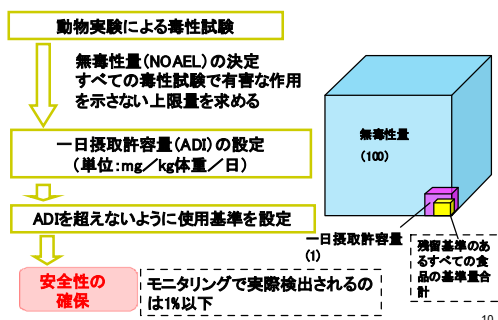 動物実験による毒性試験
無毒性量(NOAEL)の決定
すべての毒性試験で有害な作用
を示さない上限量を求める
一日摂取許容量(ADI)の設定
(単位:mg/kg体重/日)
ADIを超えないように使用基準を設定
安全性の
確保
モニタリングで実際検出されるの
は1%以下
無毒性量
(100)
一日摂取許容量
(1)
残留基準のあ
るすべての食
品の基準量合
計
10